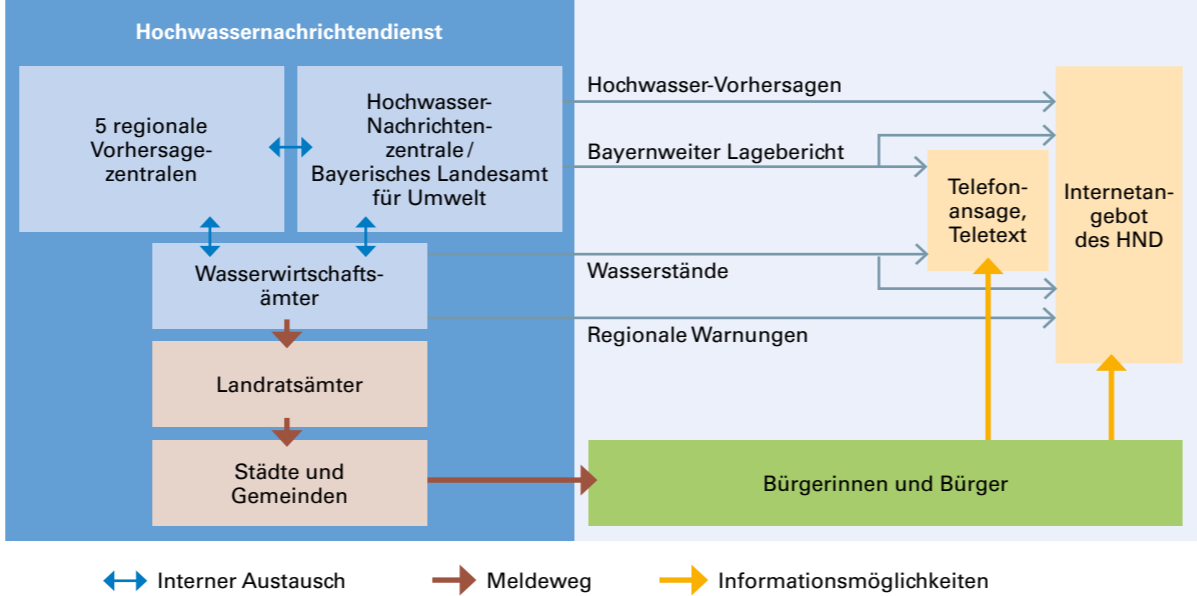 Hochwassernachrichtendienst
5 regionale
Vorhersage-
zentralen
Hochwasser-
Nachrichten-
zentrale /
Bayerisches Landesamt
für Umwelt
Wasserwirtschafts-
ämter
Landratsämter
Städte und
Gemeinden
Hochwasser-Vorhersagen
Bayernweiter Lagebericht
Wasserstände
Regionale Warnungen
Telefon-
ansage,
Teletext
Internetan-
gebot
des HND
Bürgerinnen und Bürger
Interner Austausch
Meldeweg
Informationsmöglichkeiten